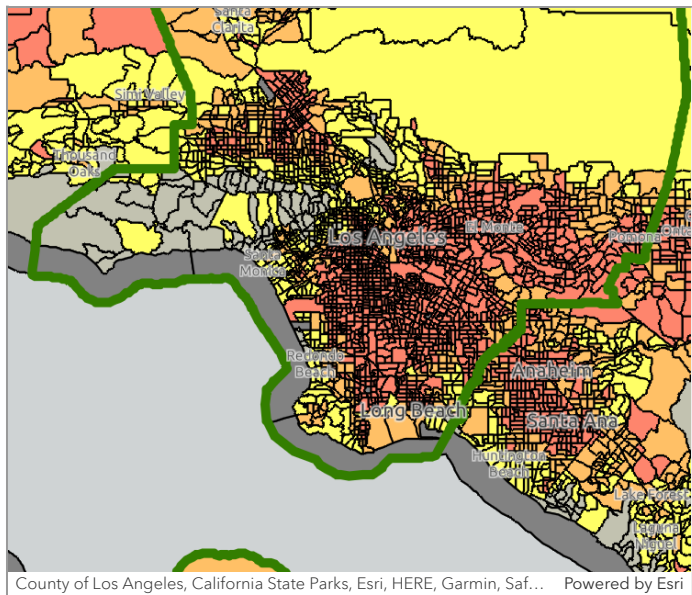 Santa
Clarita
Simi Valley
Thousand
Oaks
Los Angeles
El Monte
Pomona
Onta
Santa
Monica
Redondo
Beach
Anaheim
Long Beach
Santa Ana
Huntington
Beach
Lake Forest
Laguna
Niguel
County of Los Angeles, California State Parks, Esri, HERE, Garmin, Saf...
Powered by Esri